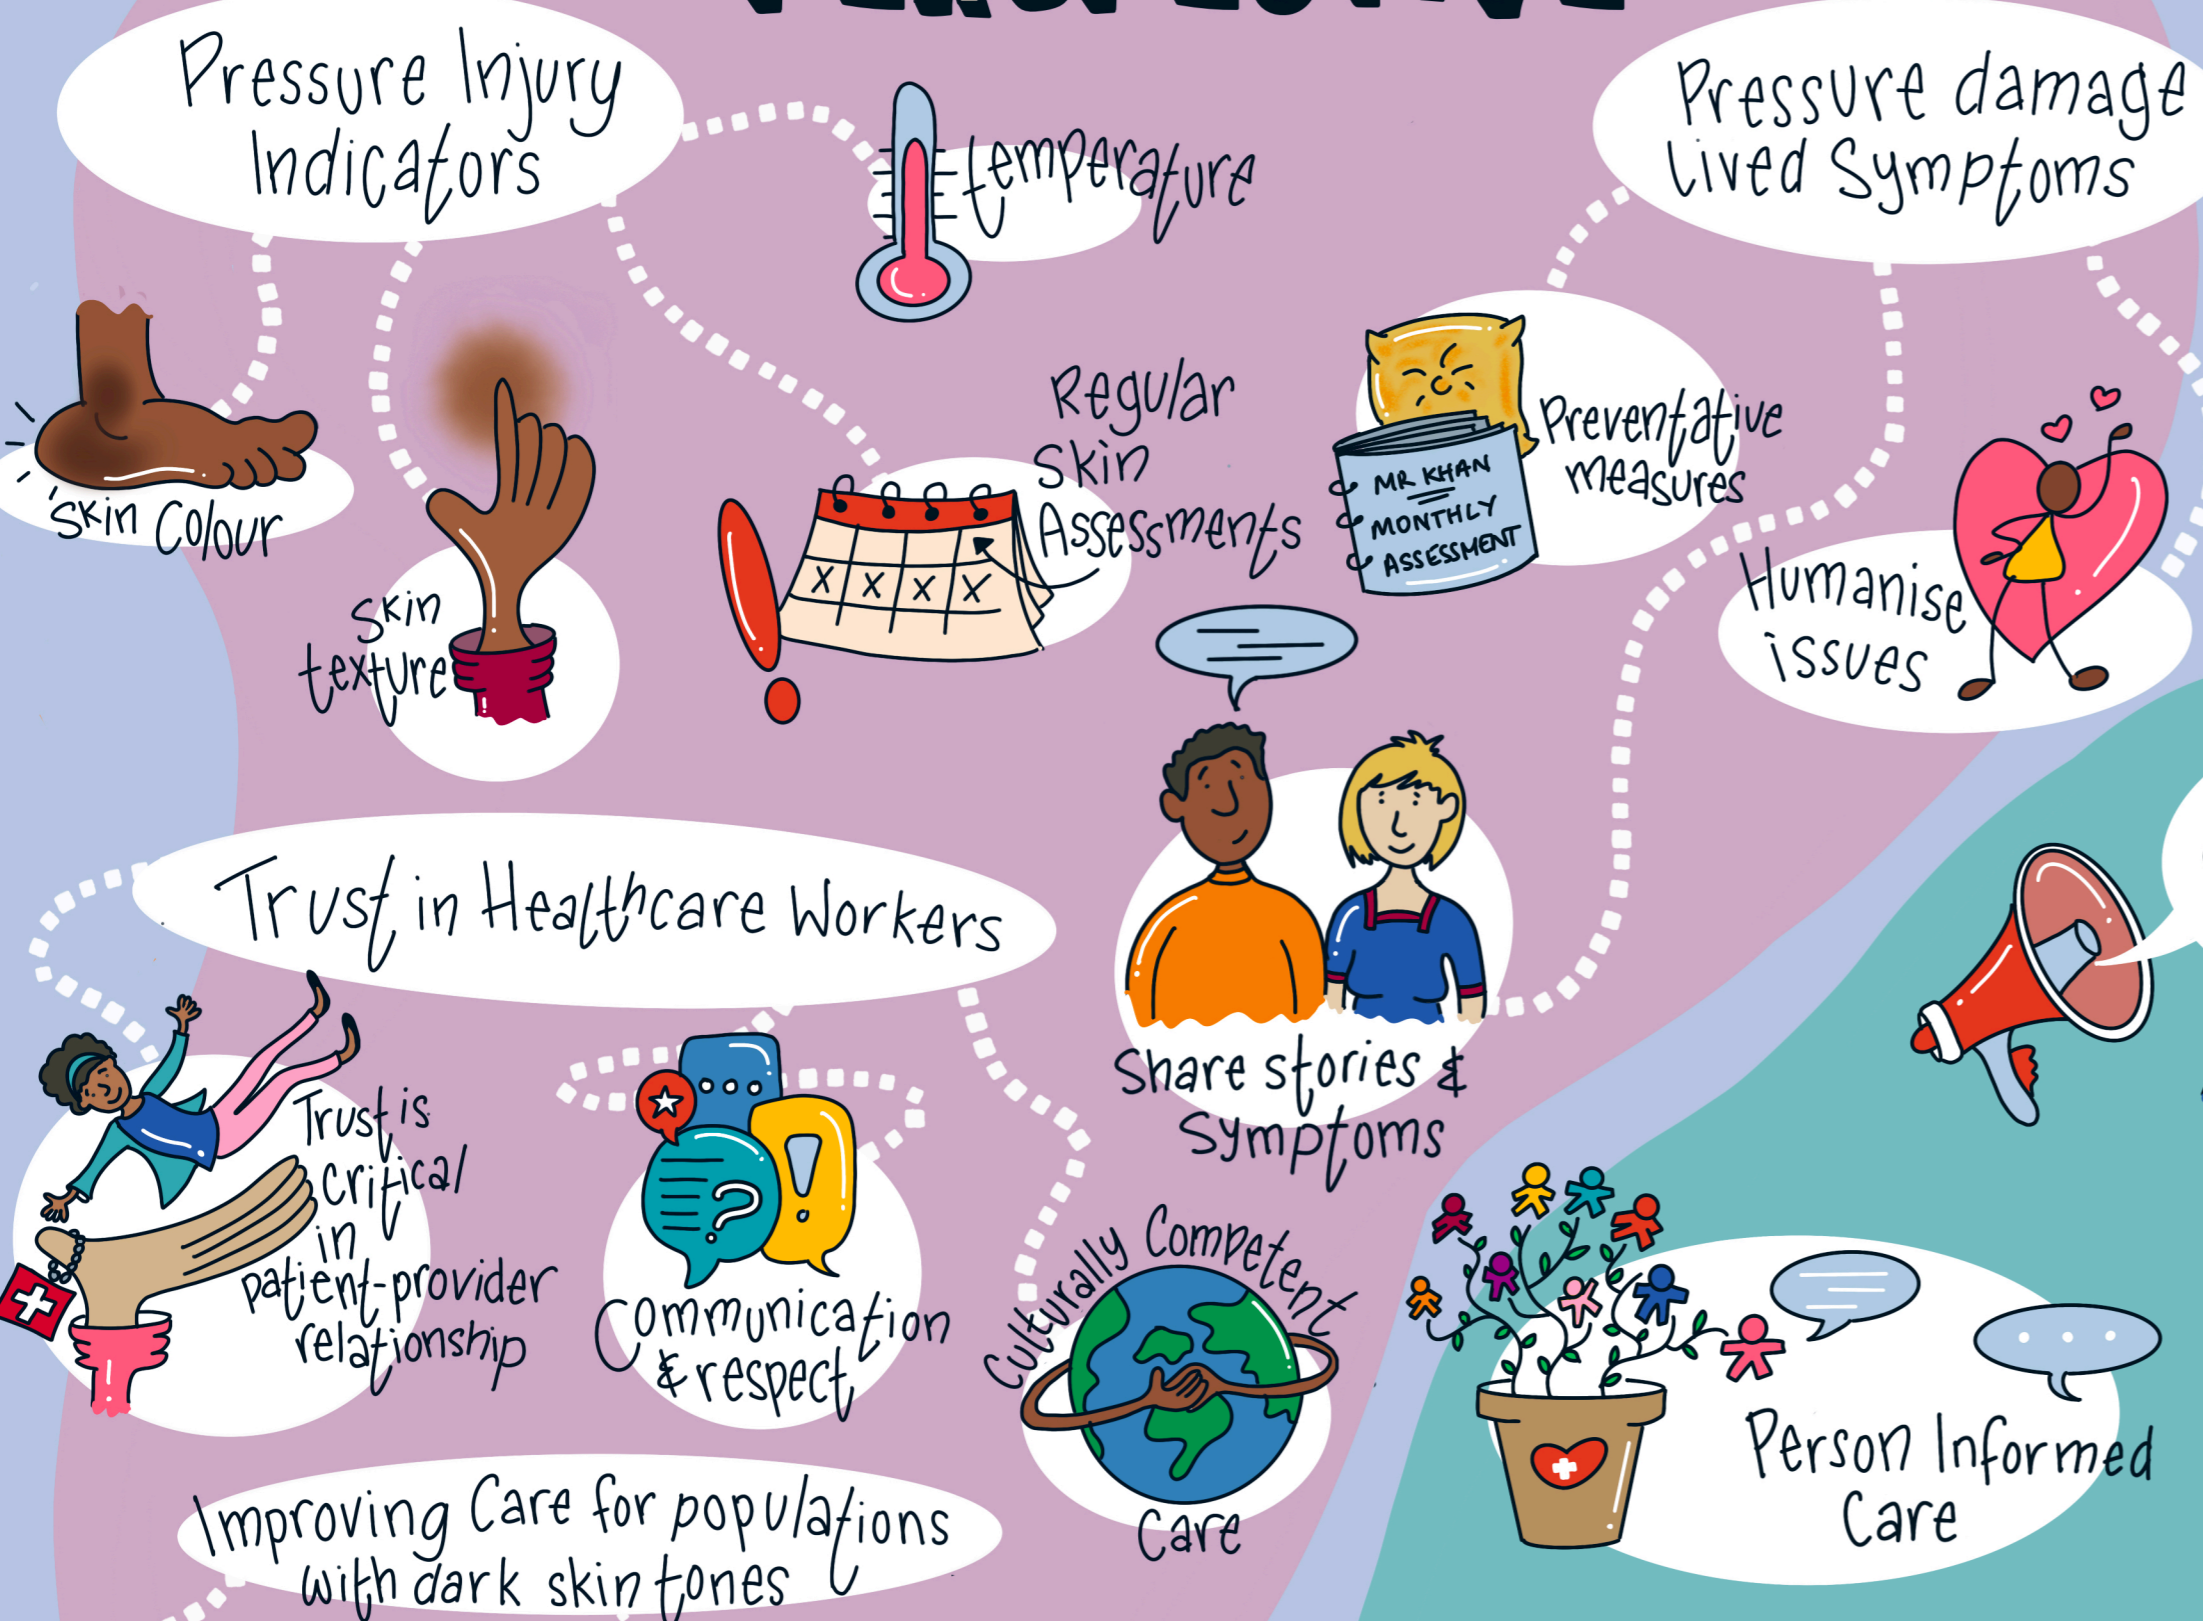 Pressure Injury
Indicators
temperature
Pressure damage
Lived Symptoms
Skin Colour
Skin
texture
Regular
Skin
Assessments
X X X X
MR KHAN
MONTHLY
ASSESSMENT
Preventative
measures
Humanise
issues
Trust in Healthcare Workers
Share stories &
Symptoms
Trust is
critical
in
patient-provider
relationship
?
!
Communication
& respect
Culturally Competent
Care
Person Informed
Care
Improving Care for populations
with dark skin tones